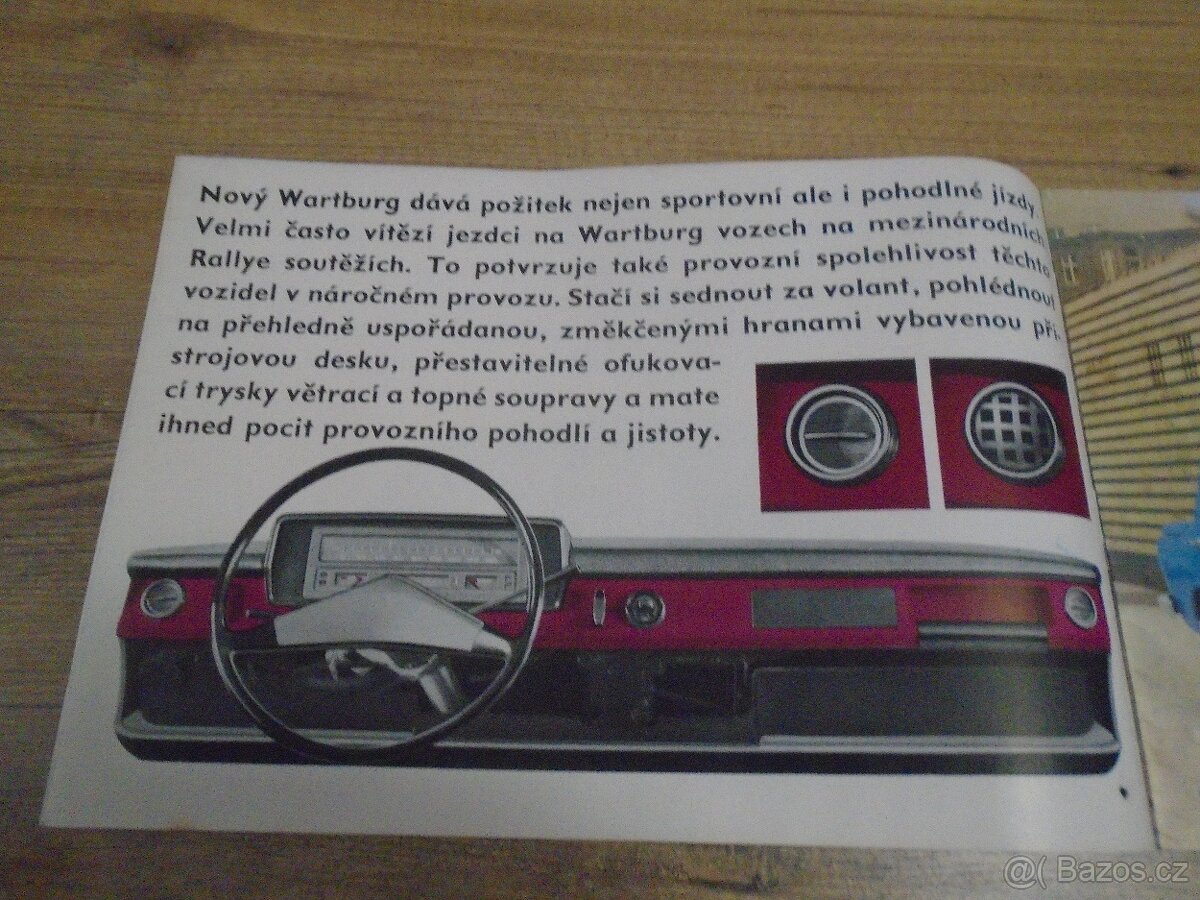 Nový Wartburg dává požitek nejen sportovní ale i pohodlné jízdy.
Velmi často vítězí jezdci na Wartburg vozech na mezinárodních
Rallye soutěžích. To potvrzuje také provozní spolehlivost těchto
vozidel v náročném provozu. Stačí si sednout za volant, pohlédnout
na přehledně uspořádanou, změkčenými hranami vybavenou pří-
strojovou desku, přestavitelné ofukova-
cí trysky větrací a topné soupravy a mate
ihned pocit provozního pohodlí a jistoty.
@( Bazos.cz